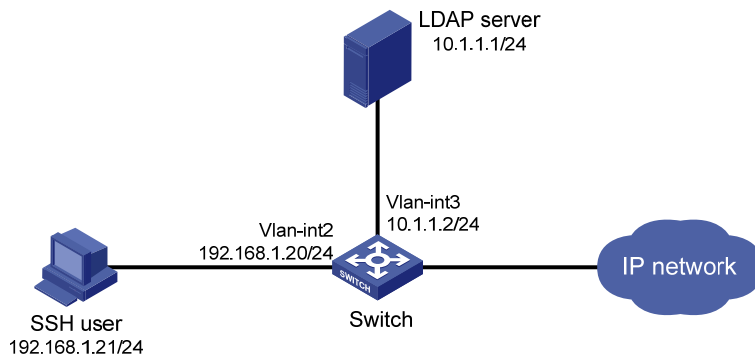 LDAP server
10.1.1.1/24
Vlan-int3
10.1.1.2/24
Vlan-int2
192.168.1.20/24
SWITCH
IP network
SSH user
192.168.1.21/24
Switch